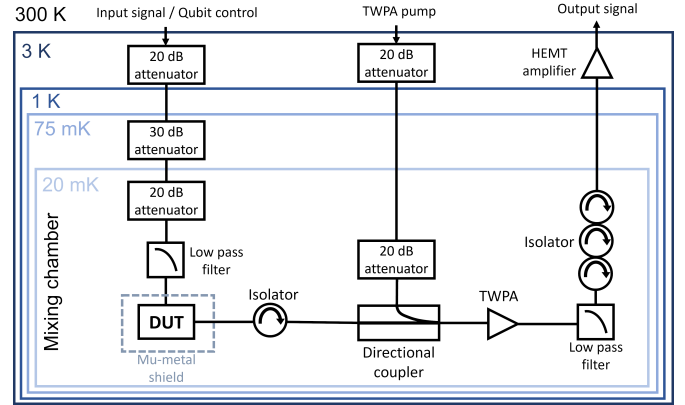 300 K
Input signal / Qubit control
TWPA pump
Output signal
3 K
20 dB
attenuator
20 dB
attenuator
HEMT
amplifier
1 K
75 mK
30 dB
attenuator
20 mK
20 dB
attenuator
Mixing chamber
Low pass
filter
20 dB
attenuator
Isolator
Isolator
TWPA
DUT
Mu-metal
shield
Directional
coupler
Low pass
filter